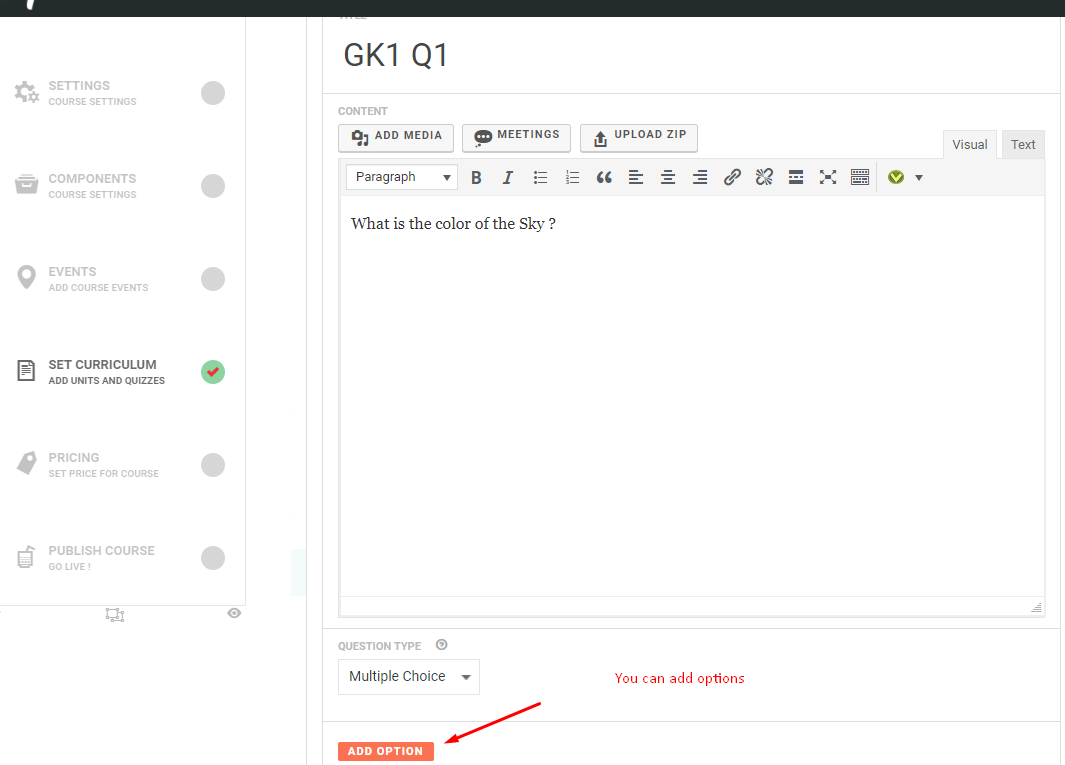 TITLE
GK1 Q1
SETTINGS
COURSE SETTINGS
COMPONENTS
COURSE SETTINGS
EVENTS
ADD COURSE EVENTS
SET CURRICULUM
ADD UNITS AND QUIZZES
PRICING
SET PRICE FOR COURSE
PUBLISH COURSE
GO LIVE !
CONTENT
ADD MEDIA MEETINGS UPLOAD ZIP
Visual Text
Paragraph B I
What is the color of the Sky ?
QUESTION TYPE
Multiple Choice
You can add options
ADD OPTION